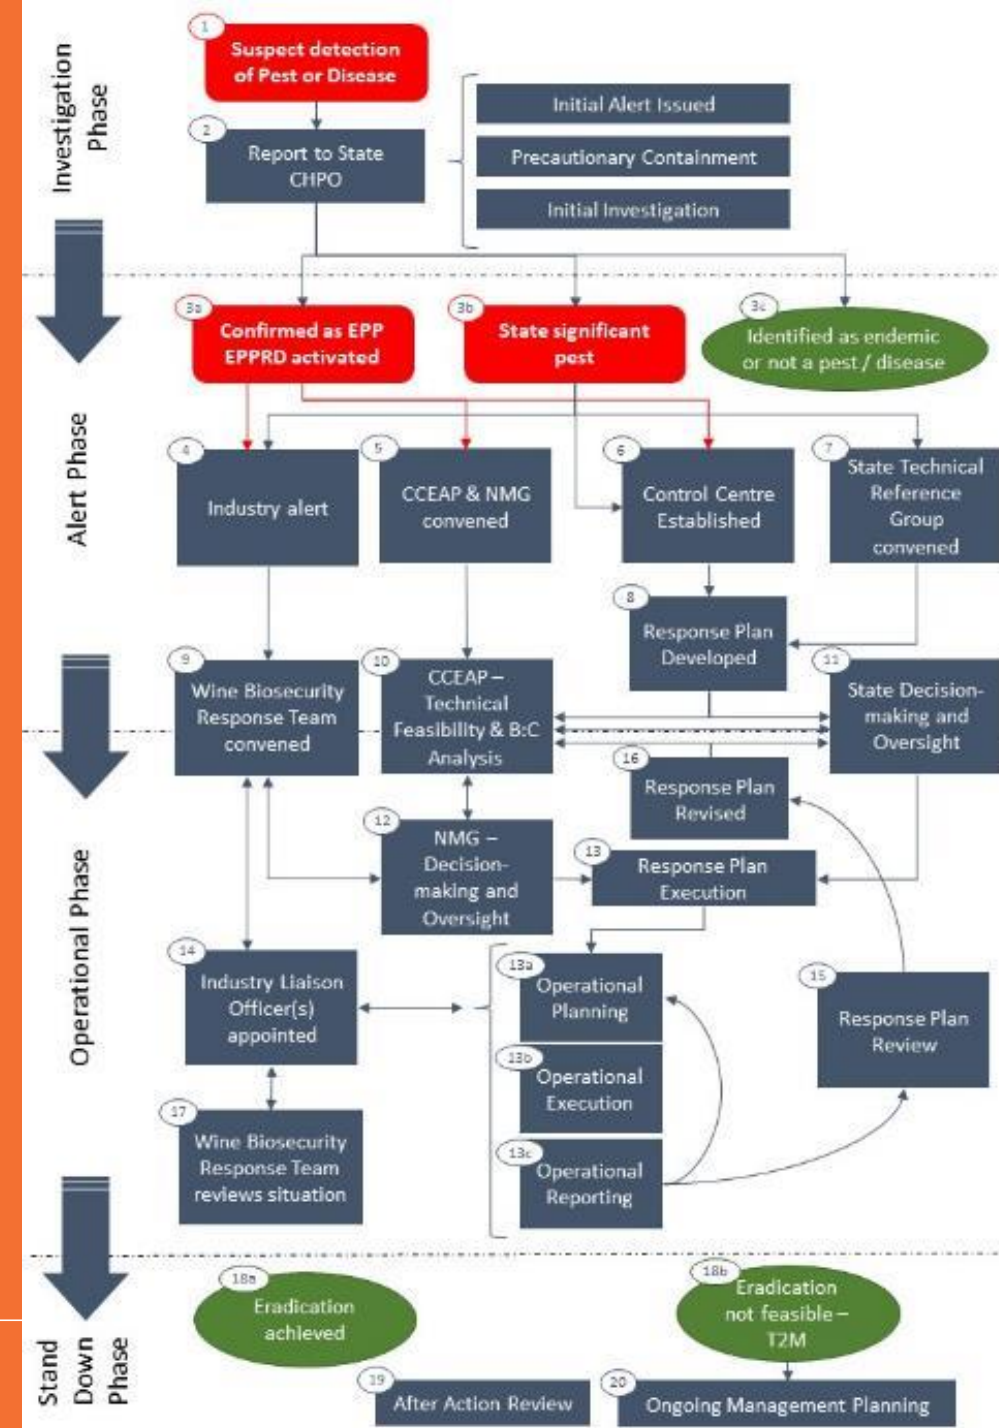 Investigation
Phase
1
Suspect detection
of Pest or Disease
2
Report to State
CHPO
Initial Alert Issued
Precautionary Containment
Initial Investigation
Alert Phase
3a
Confirmed as EPP
EPPRD activated
3b
State significant
pest
3c
Identified as endemic
or not a pest / disease
4
Industry alert
5
CCEAP & NMG
convened
6
Control Centre
Established
7
State Technical
Reference
Group
convened
8
Response Plan
Developed
9
Wine Biosecurity
Response Team
convened
10
CCEAP –
Technical
Feasibility & B:C
Analysis
11
State Decision-
making and
Oversight
Operational Phase
16
Response Plan
Revised
12
NMG –
Decision-
making and
Oversight
13
Response Plan
Execution
14
Industry Liaison
Officer(s)
appointed
13a
Operational
Planning
15
Response Plan
Review
13b
Operational
Execution
17
Wine Biosecurity
Response Team
reviews situation
13c
Operational
Reporting
Stand
Down
Phase
18a
Eradication
achieved
18b
Eradication
not feasible –
T2M
19
After Action Review
20
Ongoing Management Planning